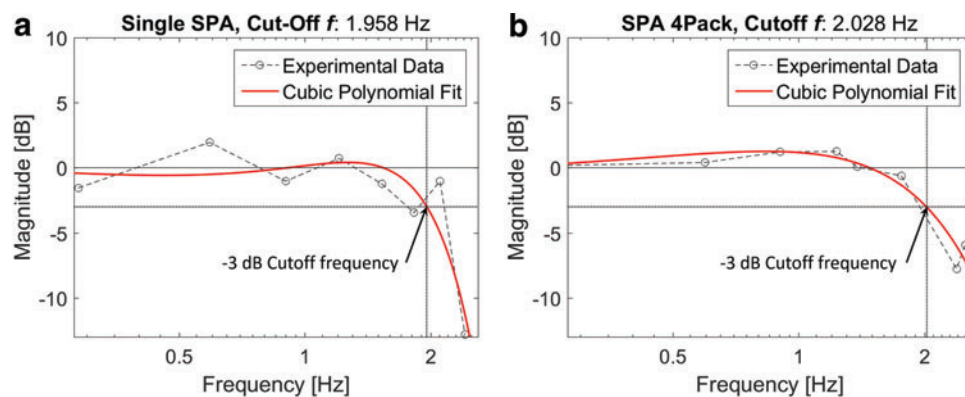 a
Single SPA, Cut-Off f: 1.958 Hz
10
5
0
-5
-10
Magnitude [dB]
Experimental Data
Cubic Polynomial Fit
-3 dB Cutoff frequency
0.5
1
2
Frequency [Hz]
b
SPA 4Pack, Cutoff f: 2.028 Hz
10
5
0
-5
-10
Magnitude [dB]
Experimental Data
Cubic Polynomial Fit
-3 dB Cutoff frequency
0.5
1
2
Frequency [Hz]